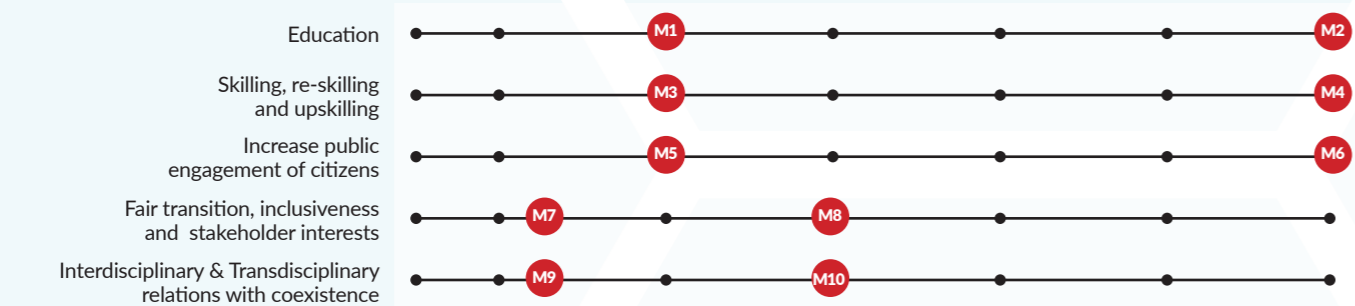 Education
M1
M2
Skilling, re-skilling
and upskilling
M3
M4
Increase public
engagement of citizens
M5
M6
Fair transition, inclusiveness
and stakeholder interests
M7
M8
Interdisciplinary & Transdisciplinary
relations with coexistence
M9
M10